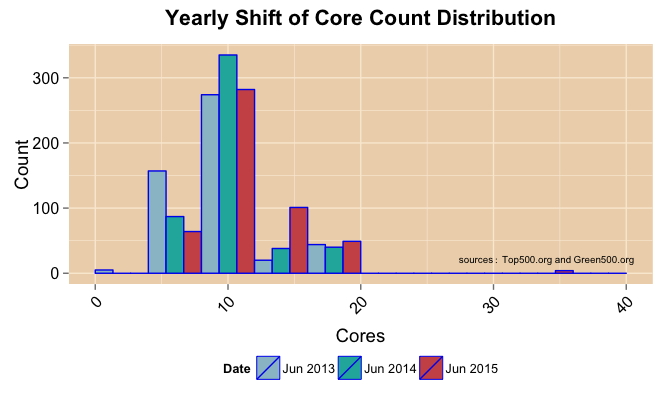 Yearly Shift of Core Count Distribution
Count
300
200
100
0
sources : Top500.org and Green500.org
0 10 20 30 40
Cores
Date Jun 2013 Jun 2014 Jun 2015